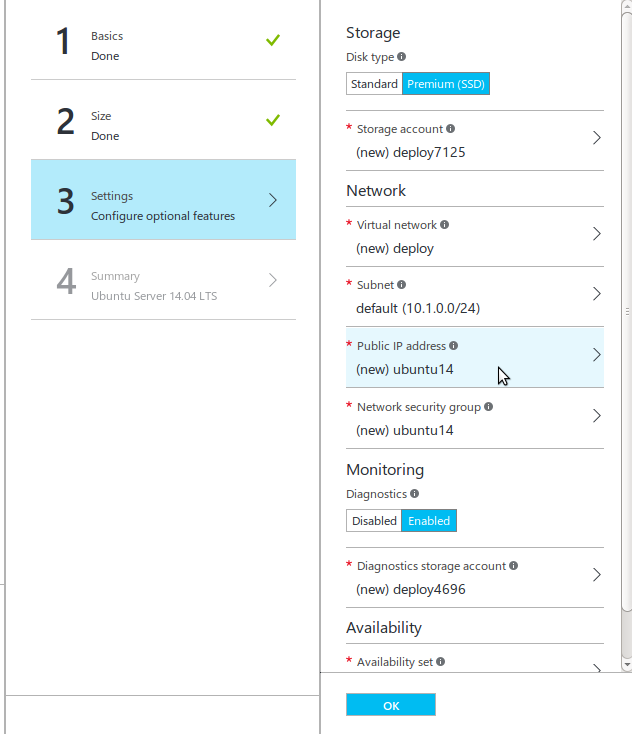 1
Basics
Done
2
Size
Done
3
Settings
Configure optional features
4
Summary
Ubuntu Server 14.04 LTS
Storage
Disk type
Standard Premium (SSD)
* Storage account
(new) deploy7125
Network
* Virtual network
(new) deploy
* Subnet
default (10.1.0.0/24)
* Public IP address
(new) ubuntu14
* Network security group
(new) ubuntu14
Monitoring
Diagnostics
Disabled Enabled
* Diagnostics storage account
(new) deploy4696
Availability
* Availability set
OK